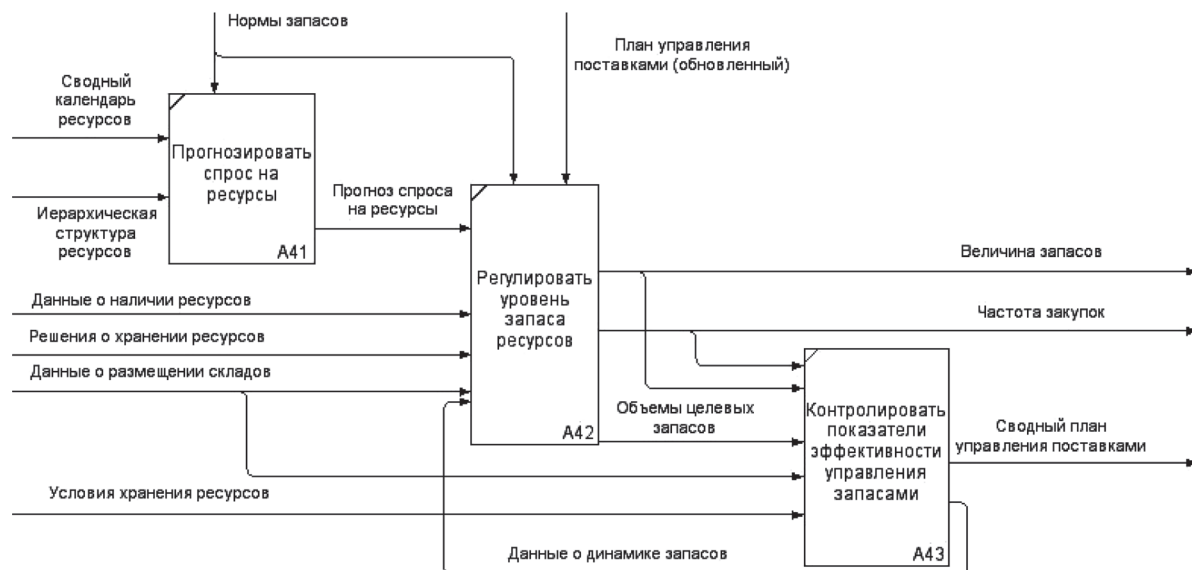 Нормы запасов
План управления
поставками (обновленный)
Сводный
календарь
ресурсов
Прогнозировать
спрос на
ресурсы
A41
Иерархическая
структура
ресурсов
Прогноз спроса
на ресурсы
Данные о наличии ресурсов
Решения о хранении ресурсов
Данные о размещении складов
Регулировать
уровень
запаса
ресурсов
A42
Величина запасов
Частота закупок
Объемы целевых
запасов
Контролировать
показатели
эффективности
управления
запасами
A43
Сводный план
управления поставками
Условия хранения ресурсов
Данные о динамике запасов